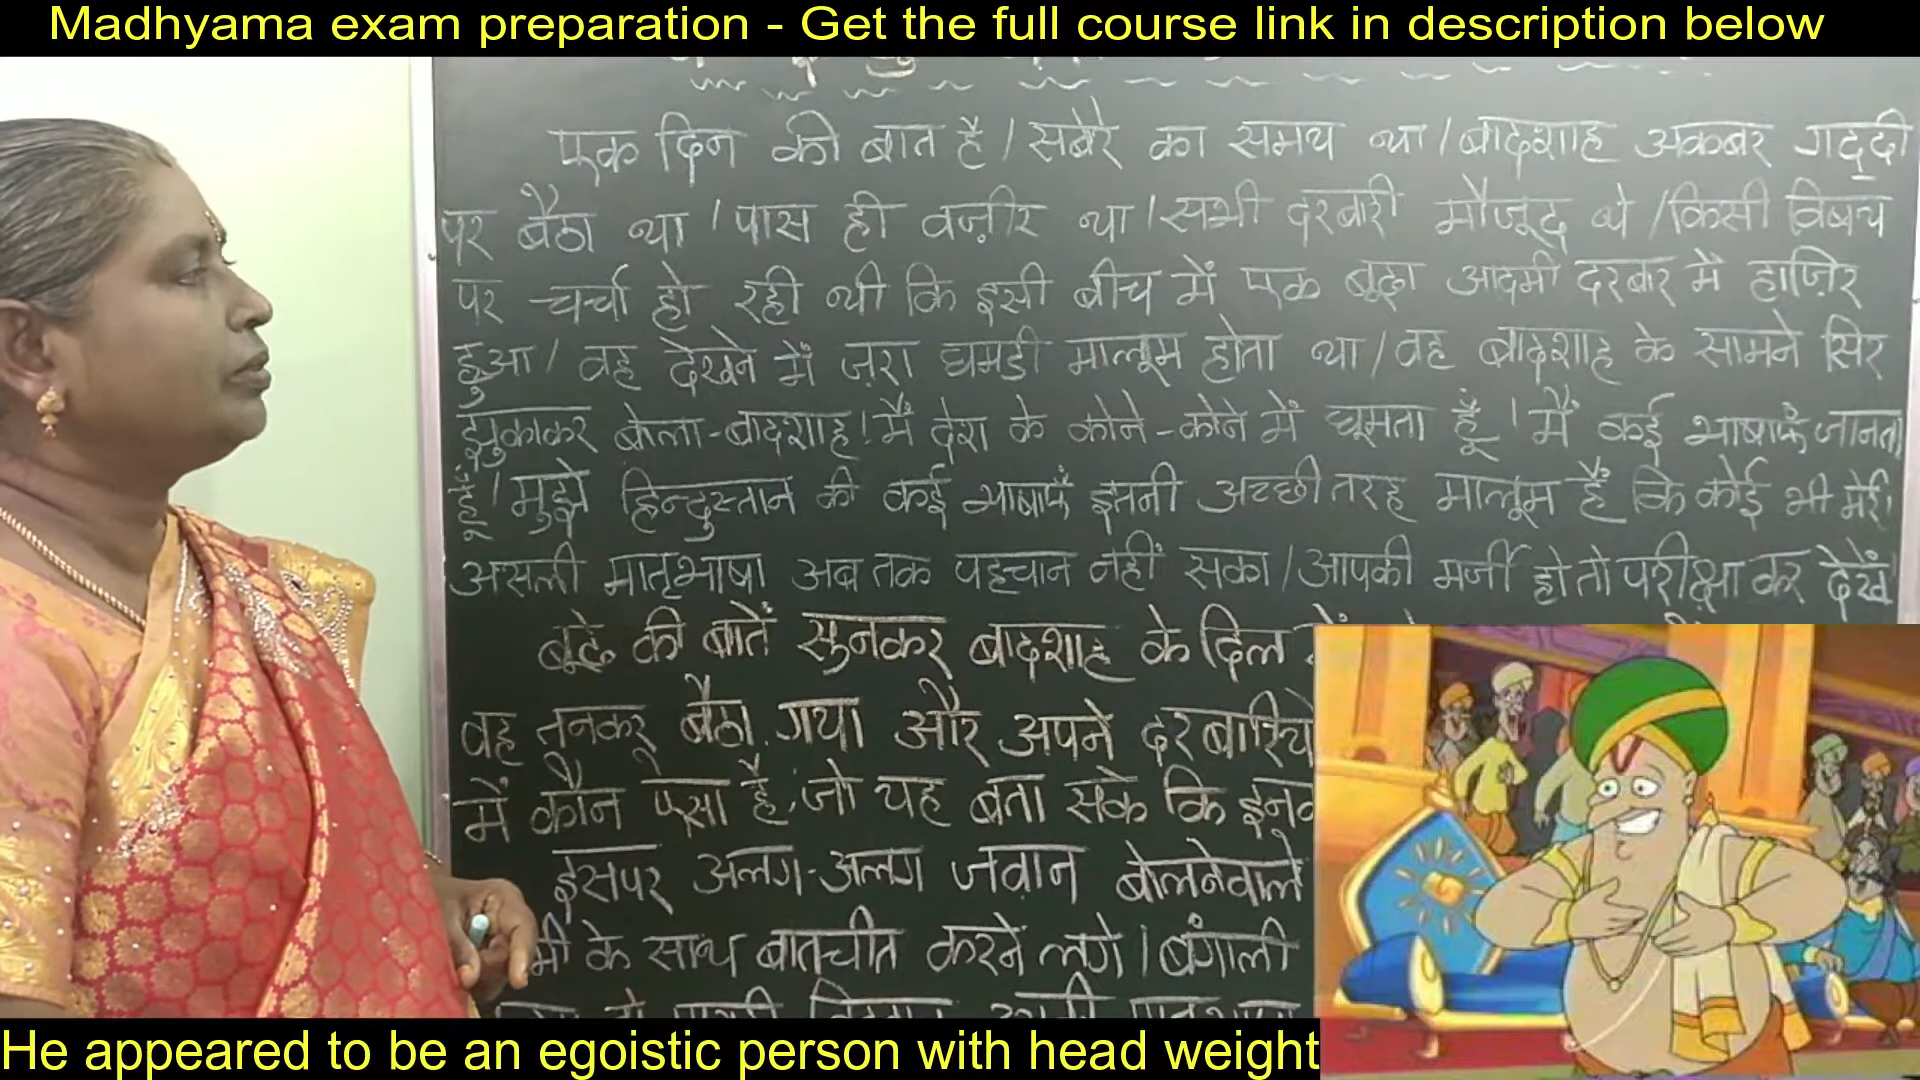 Madhyama exam preparation - Get the full course link in description below
एक दिन की बात है । सबेरे का समय था । बादशाह अकबर गद्दी
पर बैठा था । पास ही वज़ीर था । सभी दरबारी मौजूद थे । किसी विषय
पर चर्चा हो रही थी कि इसी बीच में एक बूढ़ा आदमी दरबार में हाज़िर
हुआ । वह देखने में ज़रा घमंडी मालूम होता था । वह बादशाह के सामने सिर
झुकाकर बोला - बादशाह ! मैं देश के कोने-कोने में घूमता हूँ । मैं कई भाषाएँ जानता
हूँ । मुझे हिन्दुस्तान की कई भाषाएँ इतनी अच्छी तरह मालूम हैं कि कोई भी मेरी
असली मातृभाषा अब तक पहचान नहीं सका । आपकी मर्जी हो तो परीक्षा कर देखें
बूढ़े की बातें सुनकर बादशाह के दिल
वह तनकर बैठा गया और अपने
में कौन एसा है, जो यह बता सके कि
इसपर अलग-अलग जवान बोलनेवाले
के साथ बातचीत करने लगे । बंगाली
He appeared to be an egoistic person with head weight